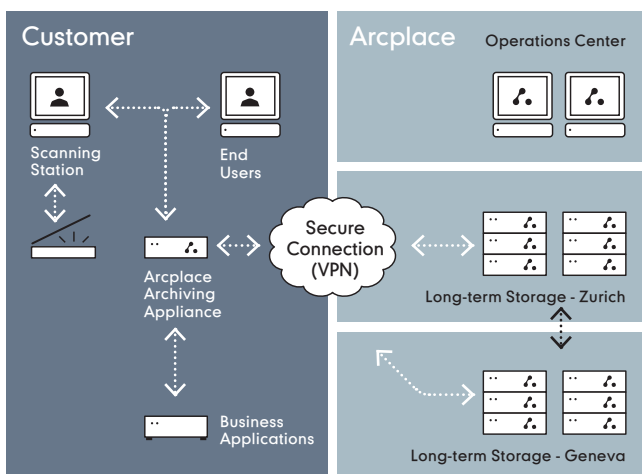 Customer
Scanning
Station
End
Users
Arcplace
Archiving
Appliance
Business
Applications
Secure
Connection
(VPN)
Arcplace
Operations Center
Long-term Storage - Zurich
Long-term Storage - Geneva